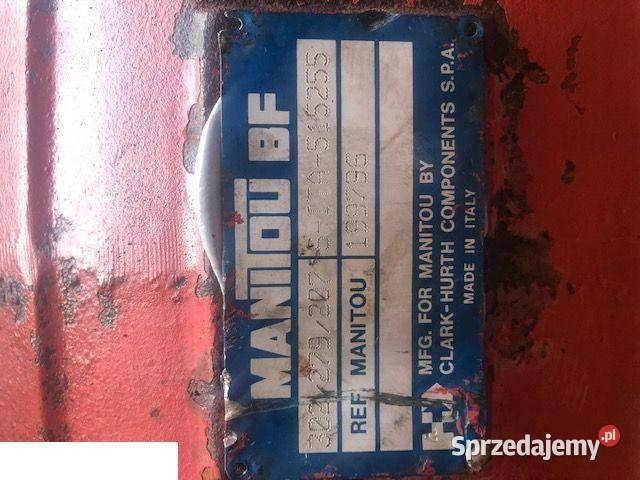 MANITOU BF
REF. MANITOU
MFG. FOR MANITOU BY
CLARK-HURTH COMPONENTS S.P.A.
MADE IN ITALY
Sprzedajemy.pl